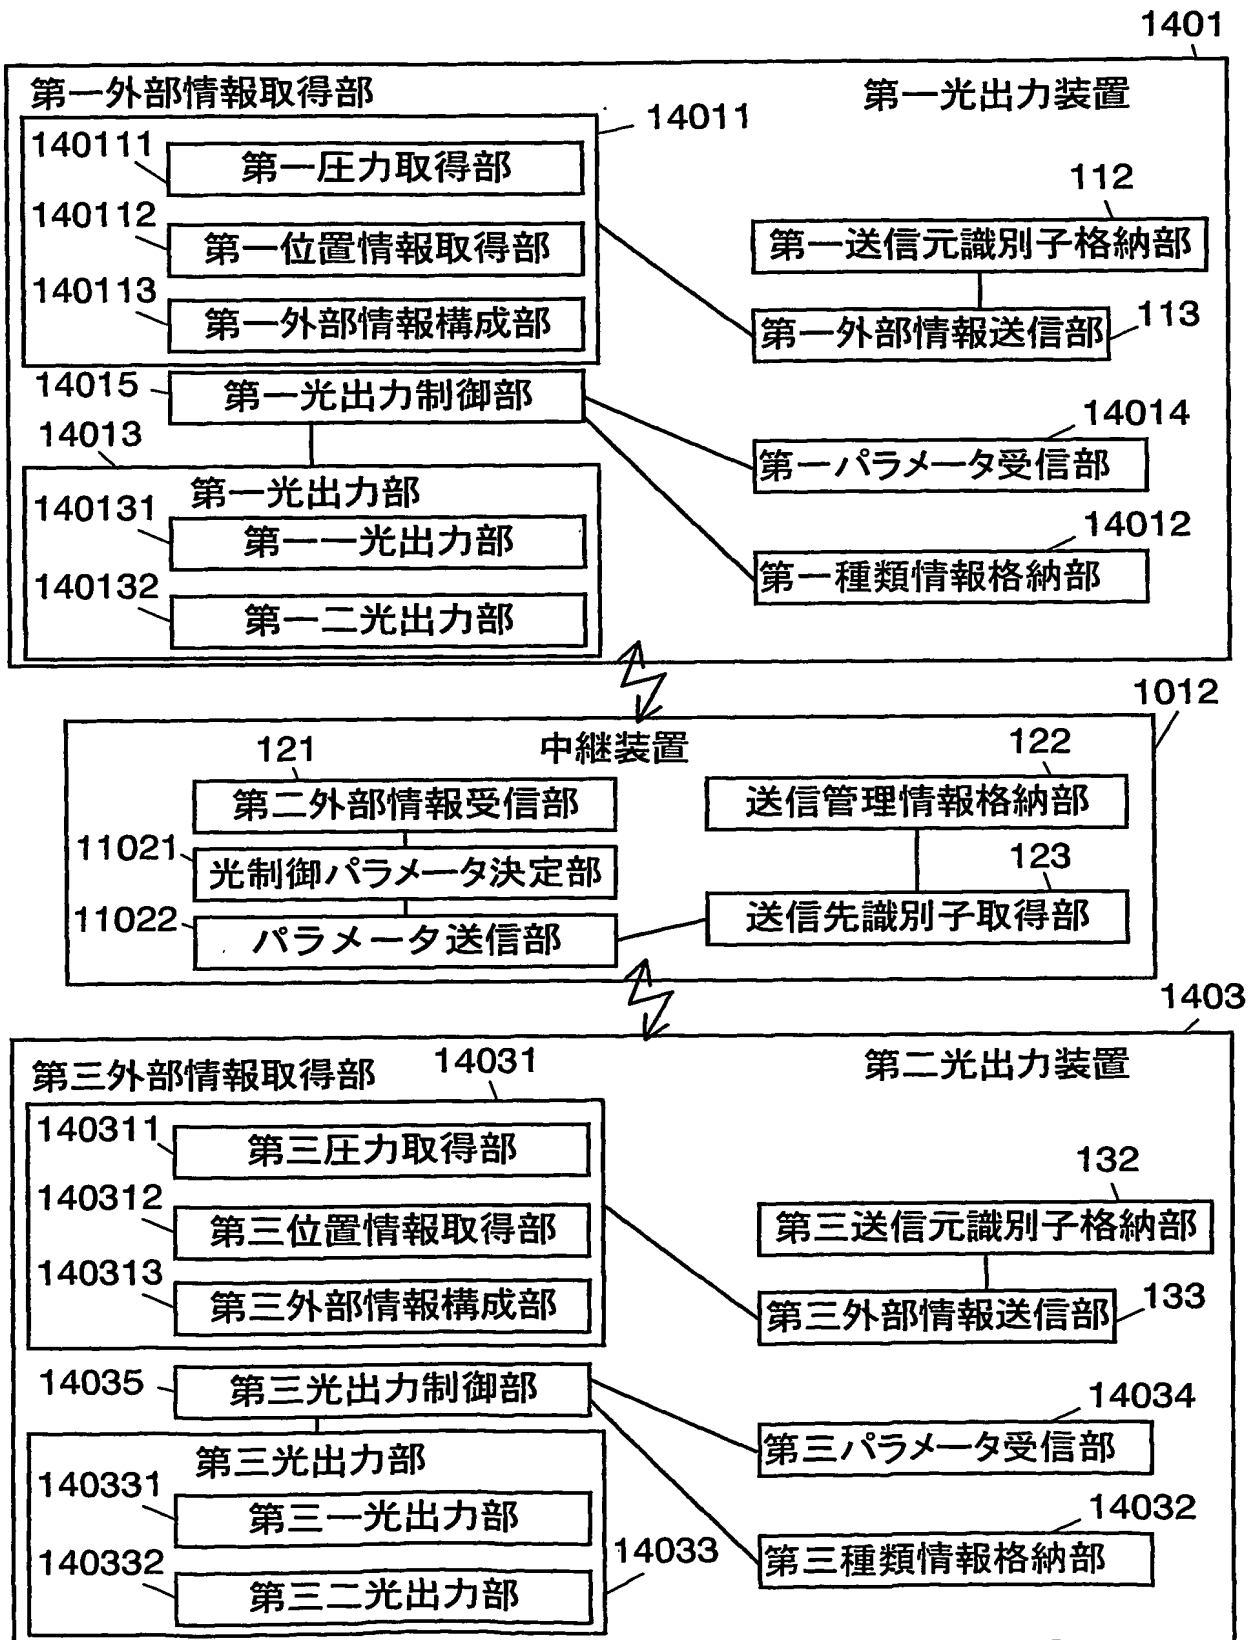 1401
第一外部情報取得部
第一光出力装置
14011
140111
第一圧力取得部
112
140112
第一位置情報取得部
第一送信元識別子格納部
140113
第一外部情報構成部
第一外部情報送信部
113
14015
第一光出力制御部
14014
14013
第一パラメータ受信部
第一光出力部
140131
第一一光出力部
14012
第一種類情報格納部
140132
第一二光出力部
1012
中継装置
121
122
第二外部情報受信部
送信管理情報格納部
11021
光制御パラメータ決定部
123
11022
パラメータ送信部
送信先識別子取得部
1403
第三外部情報取得部
14031
第二光出力装置
140311
第三圧力取得部
132
140312
第三位置情報取得部
第三送信元識別子格納部
140313
第三外部情報構成部
第三外部情報送信部
133
14035
第三光出力制御部
14034
第三パラメータ受信部
第三光出力部
140331
第三一光出力部
14032
14033
第三種類情報格納部
140332
第三二光出力部